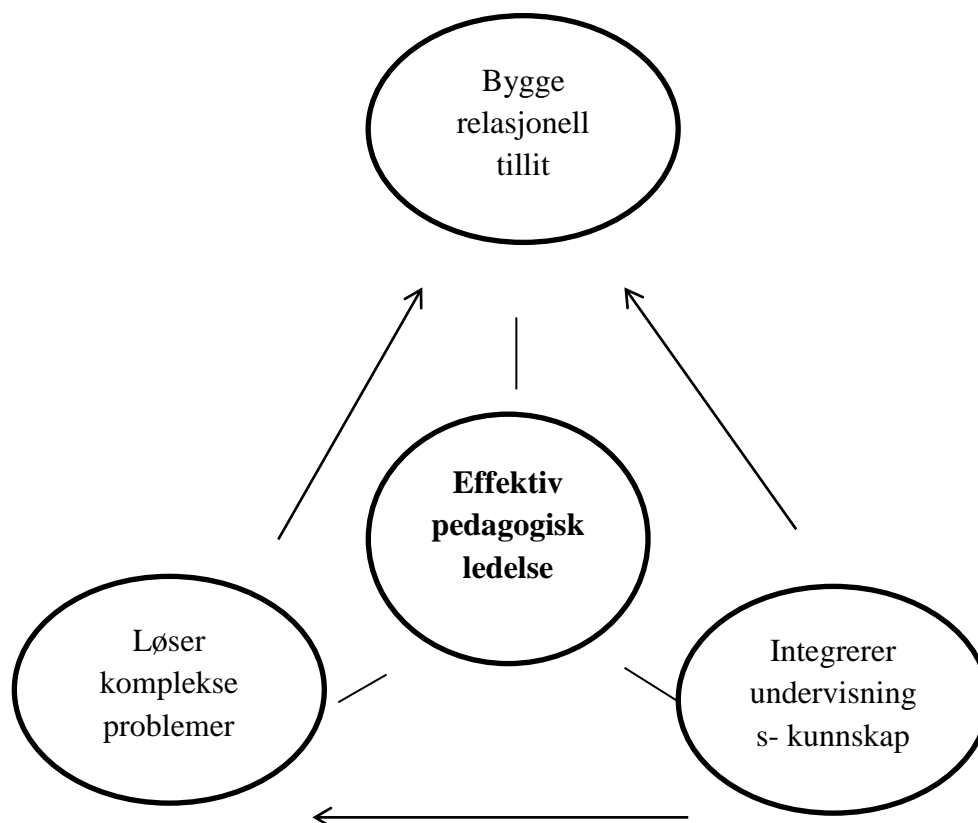 Bygge
relasjonell
tillit
Effektiv
pedagogisk
ledelse
Løser
komplekse
problemer
Integrerer
undervisning
s- kunnskap